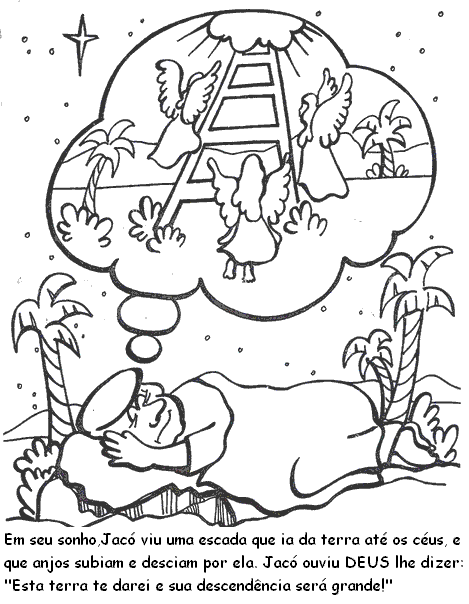 Em seu sonho,Jacó viu uma escada que ia da terra até os céus, e
que anjos subiam e desciam por ela. Jacó ouviu DEUS lhe dizer:
"Esta terra te darei e sua descendência será grande!"